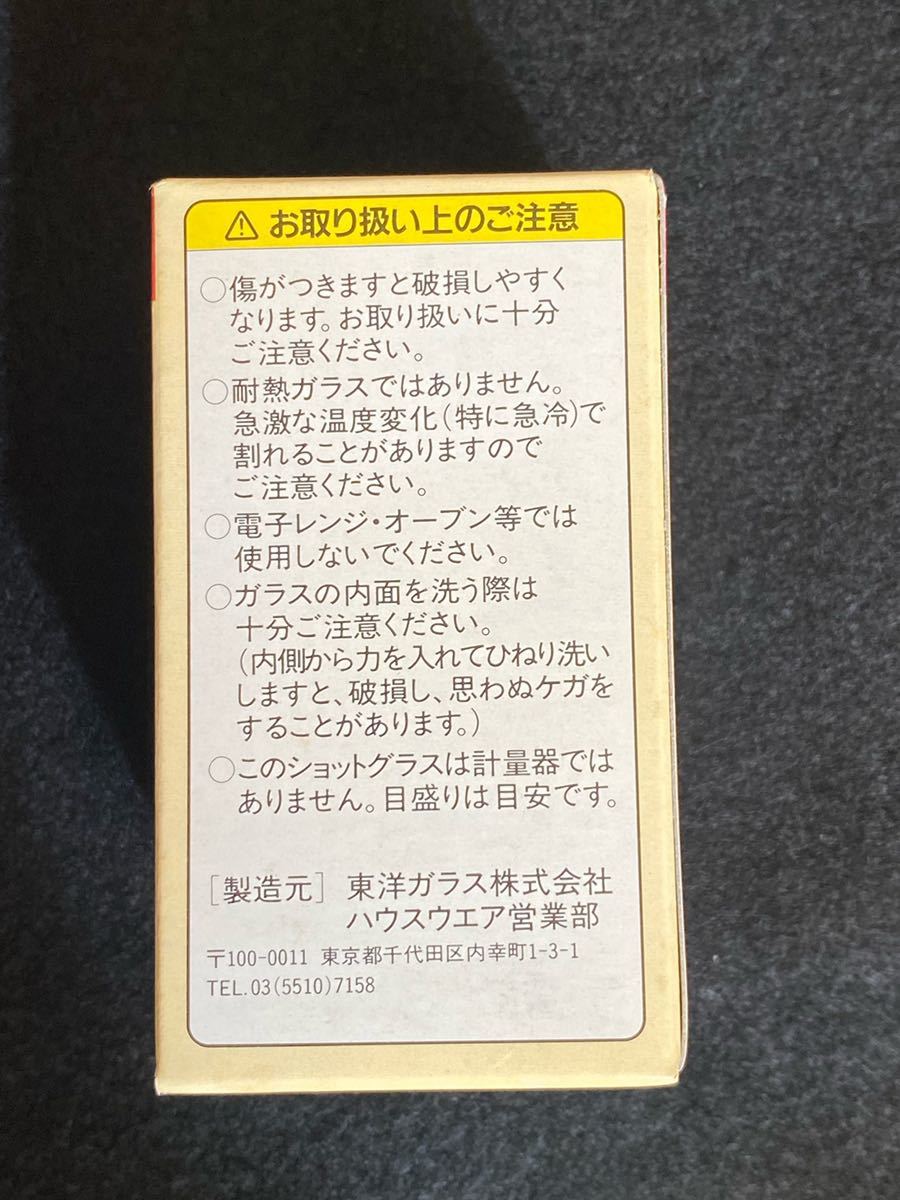 ⚠ お取り扱い上のご注意
○傷がつきますと破損しやすく
なります。お取り扱いに十分
ご注意ください。
○耐熱ガラスではありません。
急激な温度変化(特に急冷)で
割れることがありますので
ご注意ください。
○電子レンジ・オーブン等では
使用しないでください。
○ガラスの内面を洗う際は
十分ご注意ください。
(内側から力を入れてひねり洗い
しますと、破損し、思わぬケガを
することがあります。)
○このショットグラスは計量器では
ありません。目盛りは目安です。
[製造元] 東洋ガラス株式会社
ハウスウエア営業部
〒100-0011 東京都千代田区内幸町1-3-1
TEL.03(5510)7158